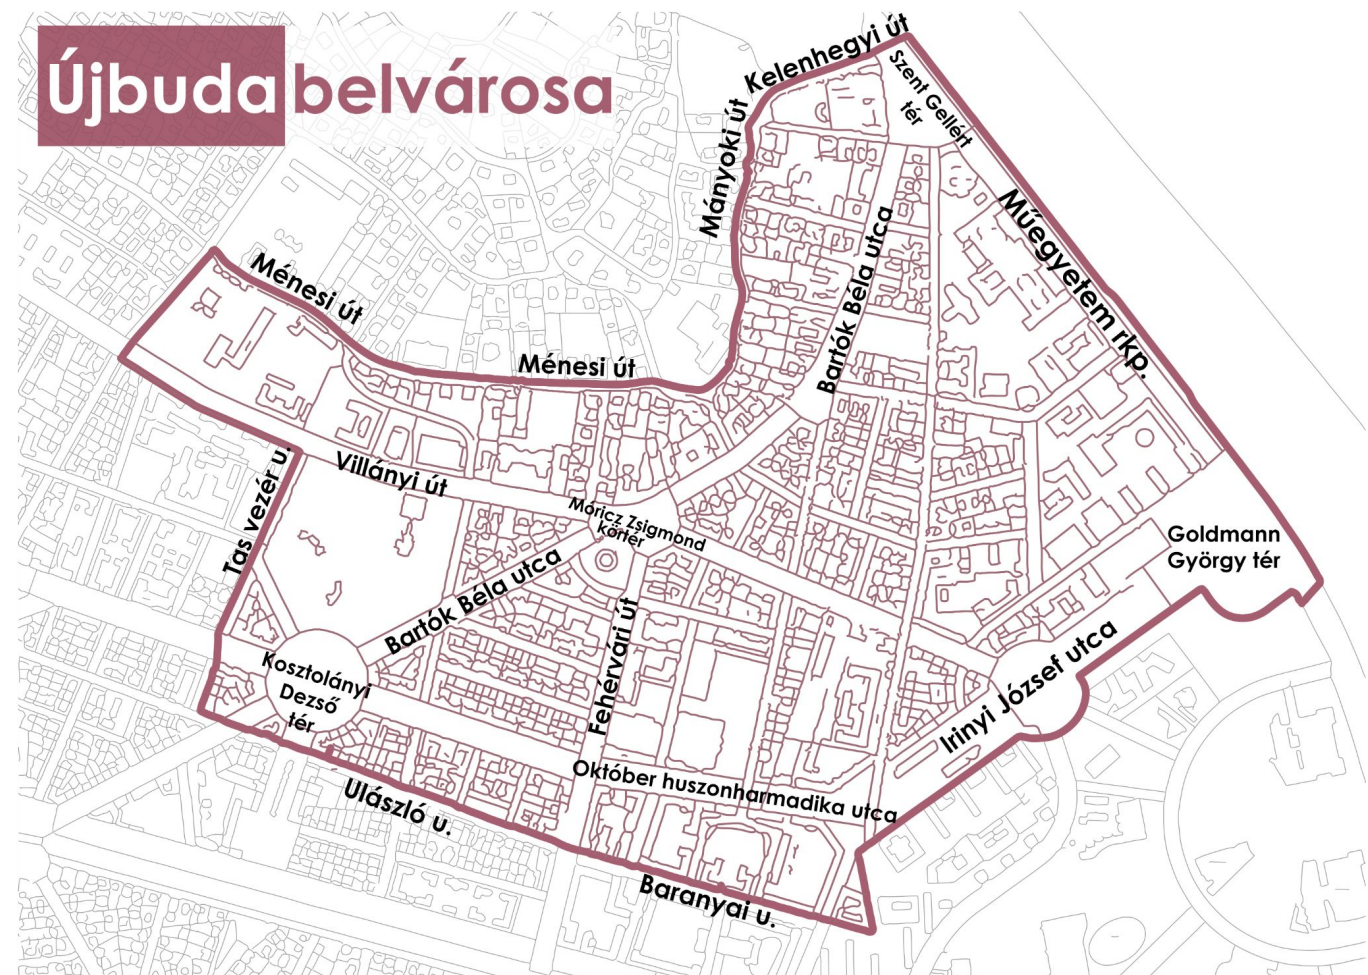 Újbuda belvárosa
Kelenhegyi út
Szent Gellért
tér
Mányoki út
Műegyetem rkp.
Bartók Béla utca
Ménesi út
Ménesi út
Villányi út
Tas vezér u.
Móricz Zsigmond
körtér
Goldmann
György tér
Bartók Béla utca
Fehérvári út
Irinyi József utca
Kosztolányi
Dezső
tér
Október huszonharmadika utca
Ulászló u.
Baranyai u.